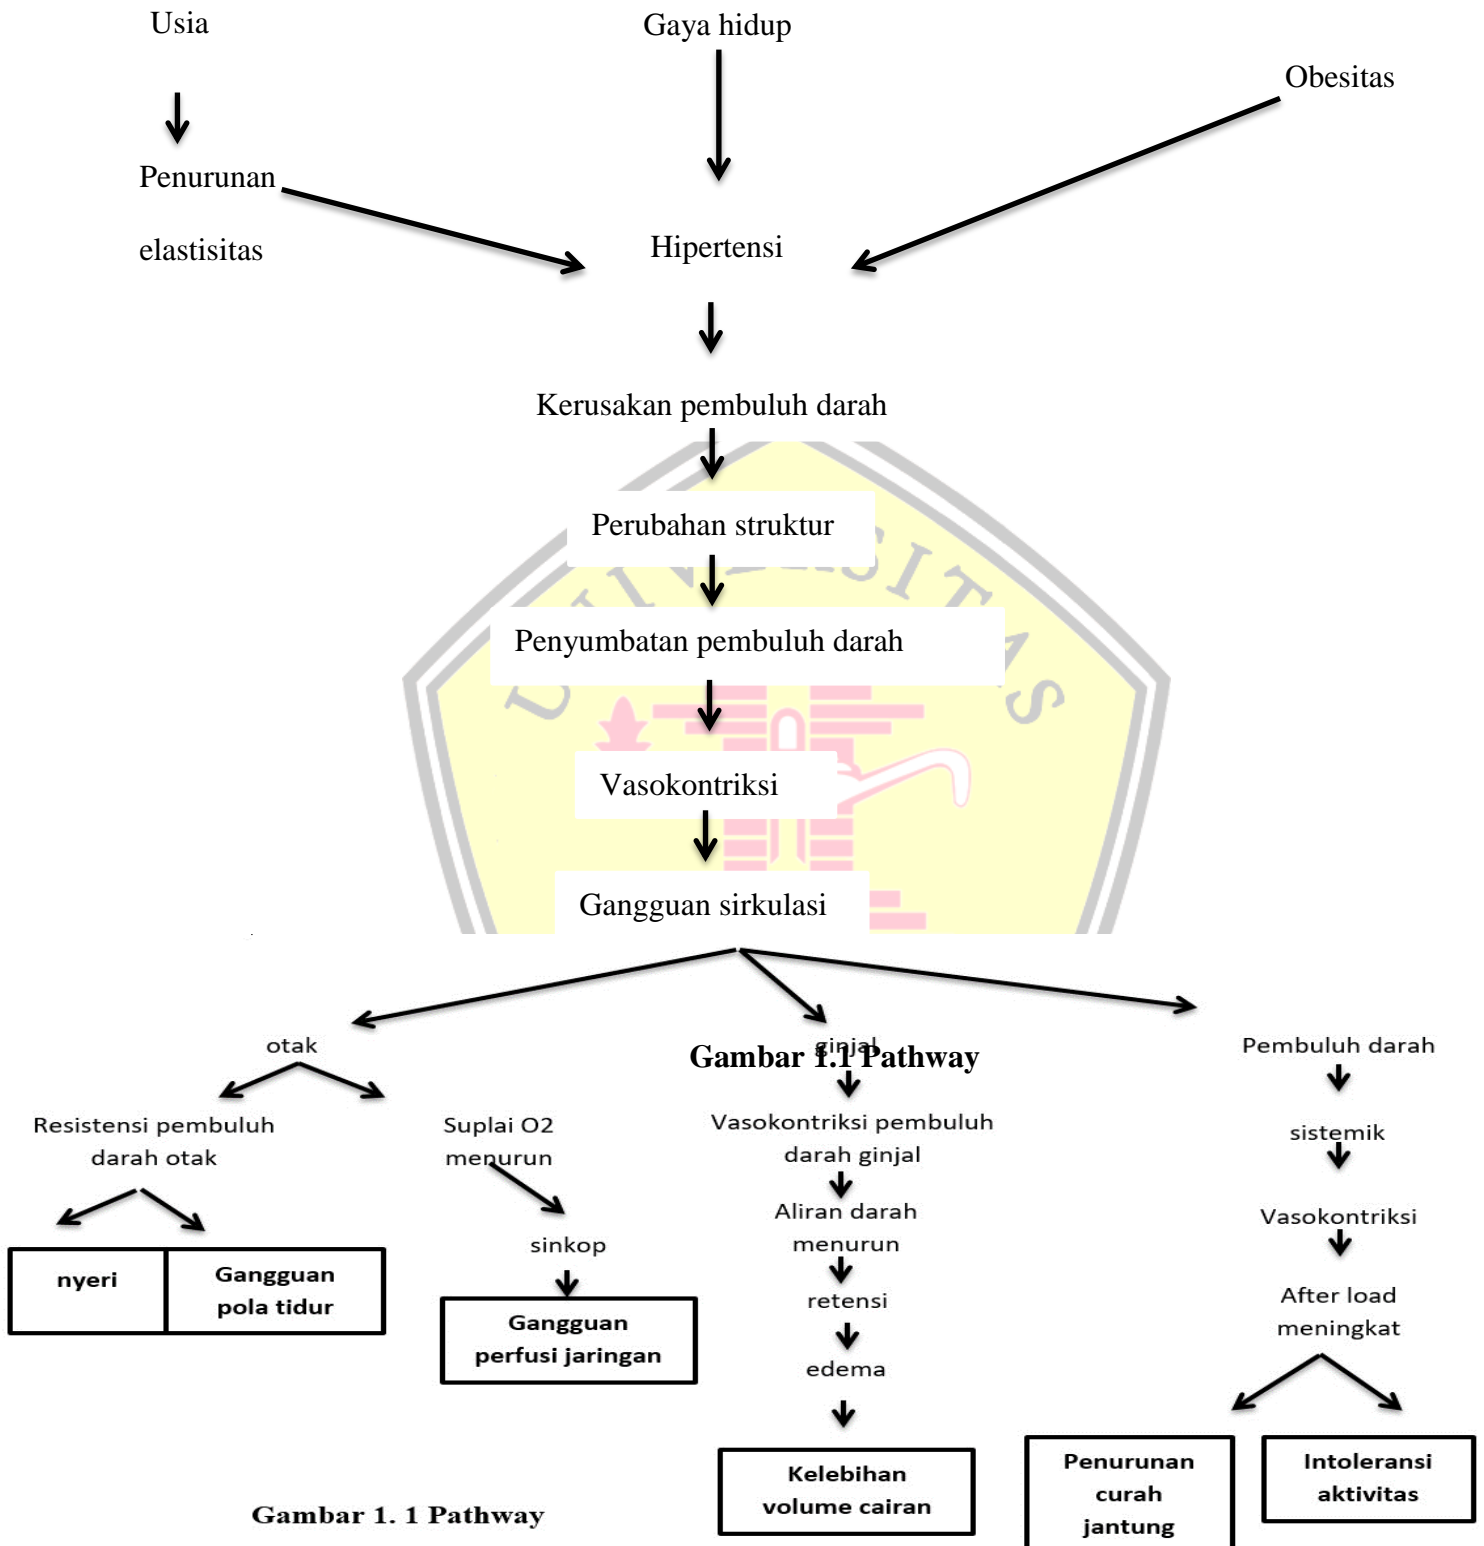 Usia
Gaya hidup
Obesitas
Penurunan
elastisitas
Hipertensi
Kerusakan pembuluh darah
Perubahan struktur
UNIVERSITAS
Penyumbatan pembuluh darah
Vasokontriksi
Gangguan sirkulasi
otak
ginjal
Gambar 1.1 Pathway
Pembuluh darah
Resistensi pembuluh
darah otak
Suplai O2
menurun
Vasokontriksi pembuluh
darah ginjal
sistemik
Aliran darah
menurun
Vasokontriksi
sinkop
nyeri
Gangguan
pola tidur
retensi
After load
meningkat
Gangguan
perfusi jaringan
edema
Kelebihan
volume cairan
Penurunan
curah
jantung
Intoleransi
aktivitas
Gambar 1. 1 Pathway